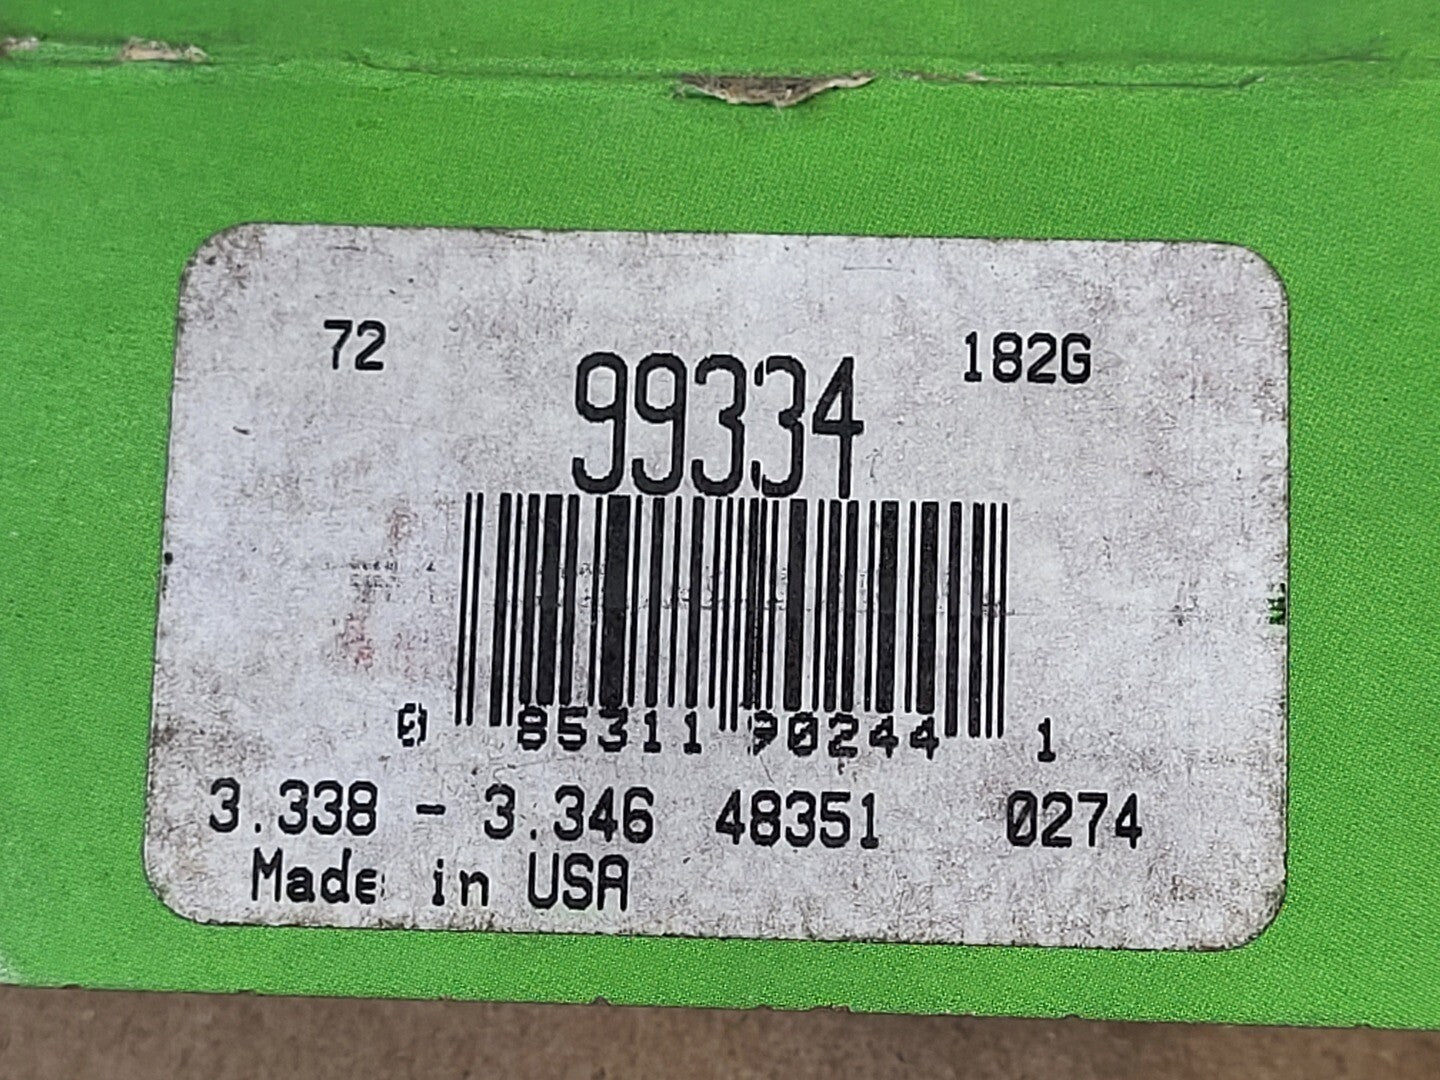 72 99334 182G
0 85311 90244 1
3.338 - 3.346 48351 0274
Made in USA